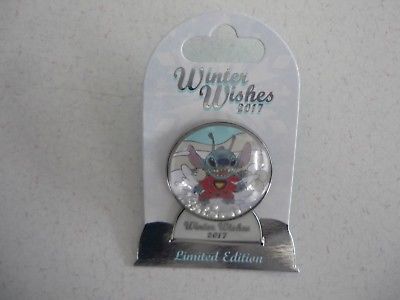 Winter
Wishes
2017
Winter Wishes
2017
Limited Edition